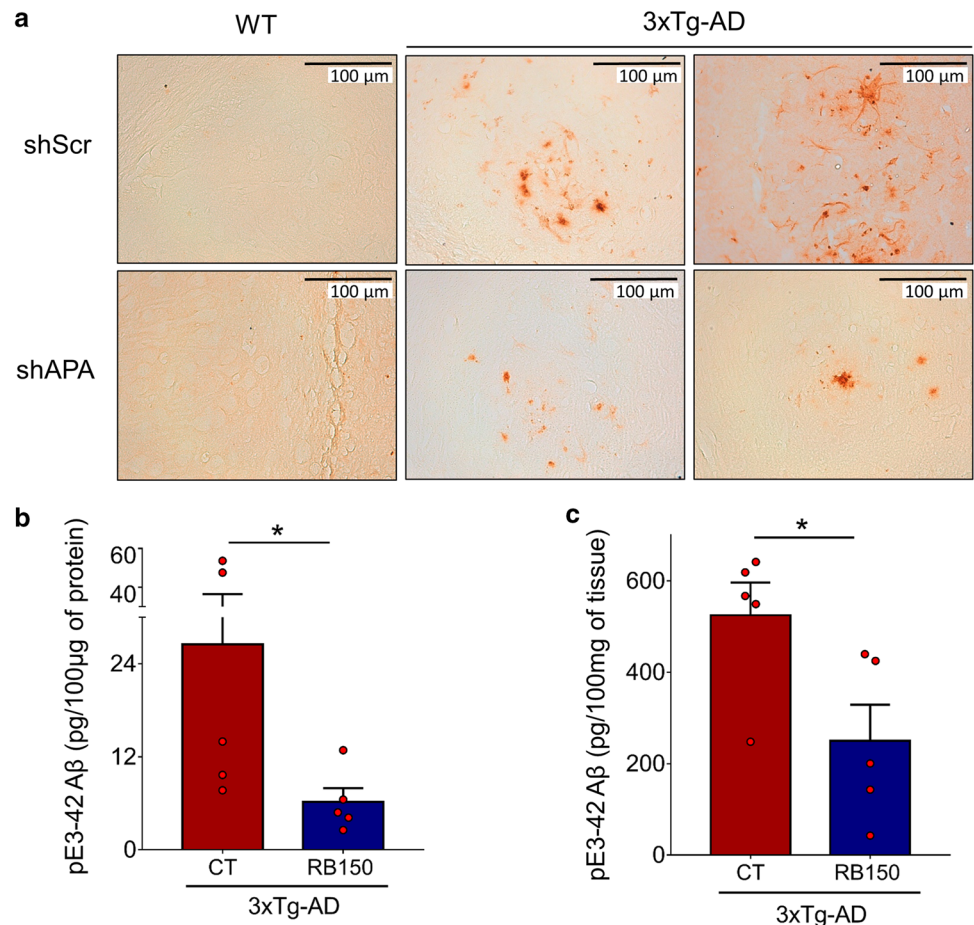 a
WT
3xTg-AD
shScr
100 µm
100 µm
100 µm
shAPA
100 µm
100 µm
100 µm
b
pE3-42 Aβ (pg/100µg of protein)
60
40
24
12
0
*
CT
RB150
3xTg-AD
c
pE3-42 Aβ (pg/100mg of tissue)
600
400
200
0
*
CT
RB150
3xTg-AD